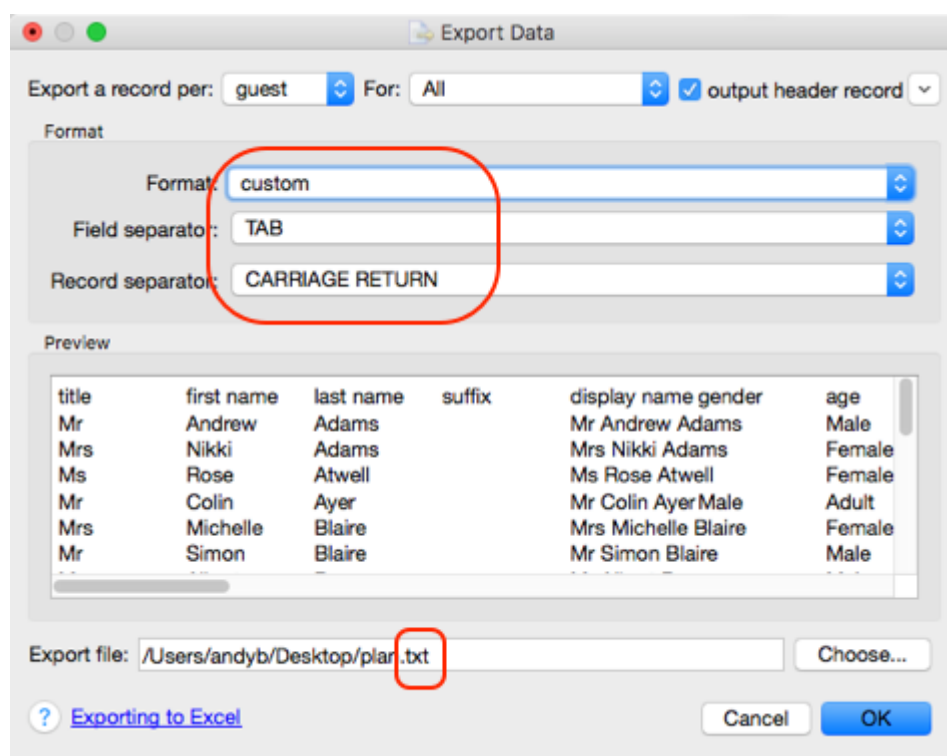 Export Data
Export a record per: guest For: All output header record
Format
Format: custom
Field separator: TAB
Record separator: CARRIAGE RETURN
Preview
title first name last name suffix display name gender age
Mr Andrew Adams Mr Andrew Adams Male
Mrs Nikki Adams Mrs Nikki Adams Female
Ms Rose Atwell Ms Rose Atwell Female
Mr Colin Ayer Mr Colin Ayer Male Adult
Mrs Michelle Blaire Mrs Michelle Blaire Female
Mr Simon Blaire Mr Simon Blaire Male
Export file: /Users/andyb/Desktop/plan.txt Choose...
? Exporting to Excel Cancel OK